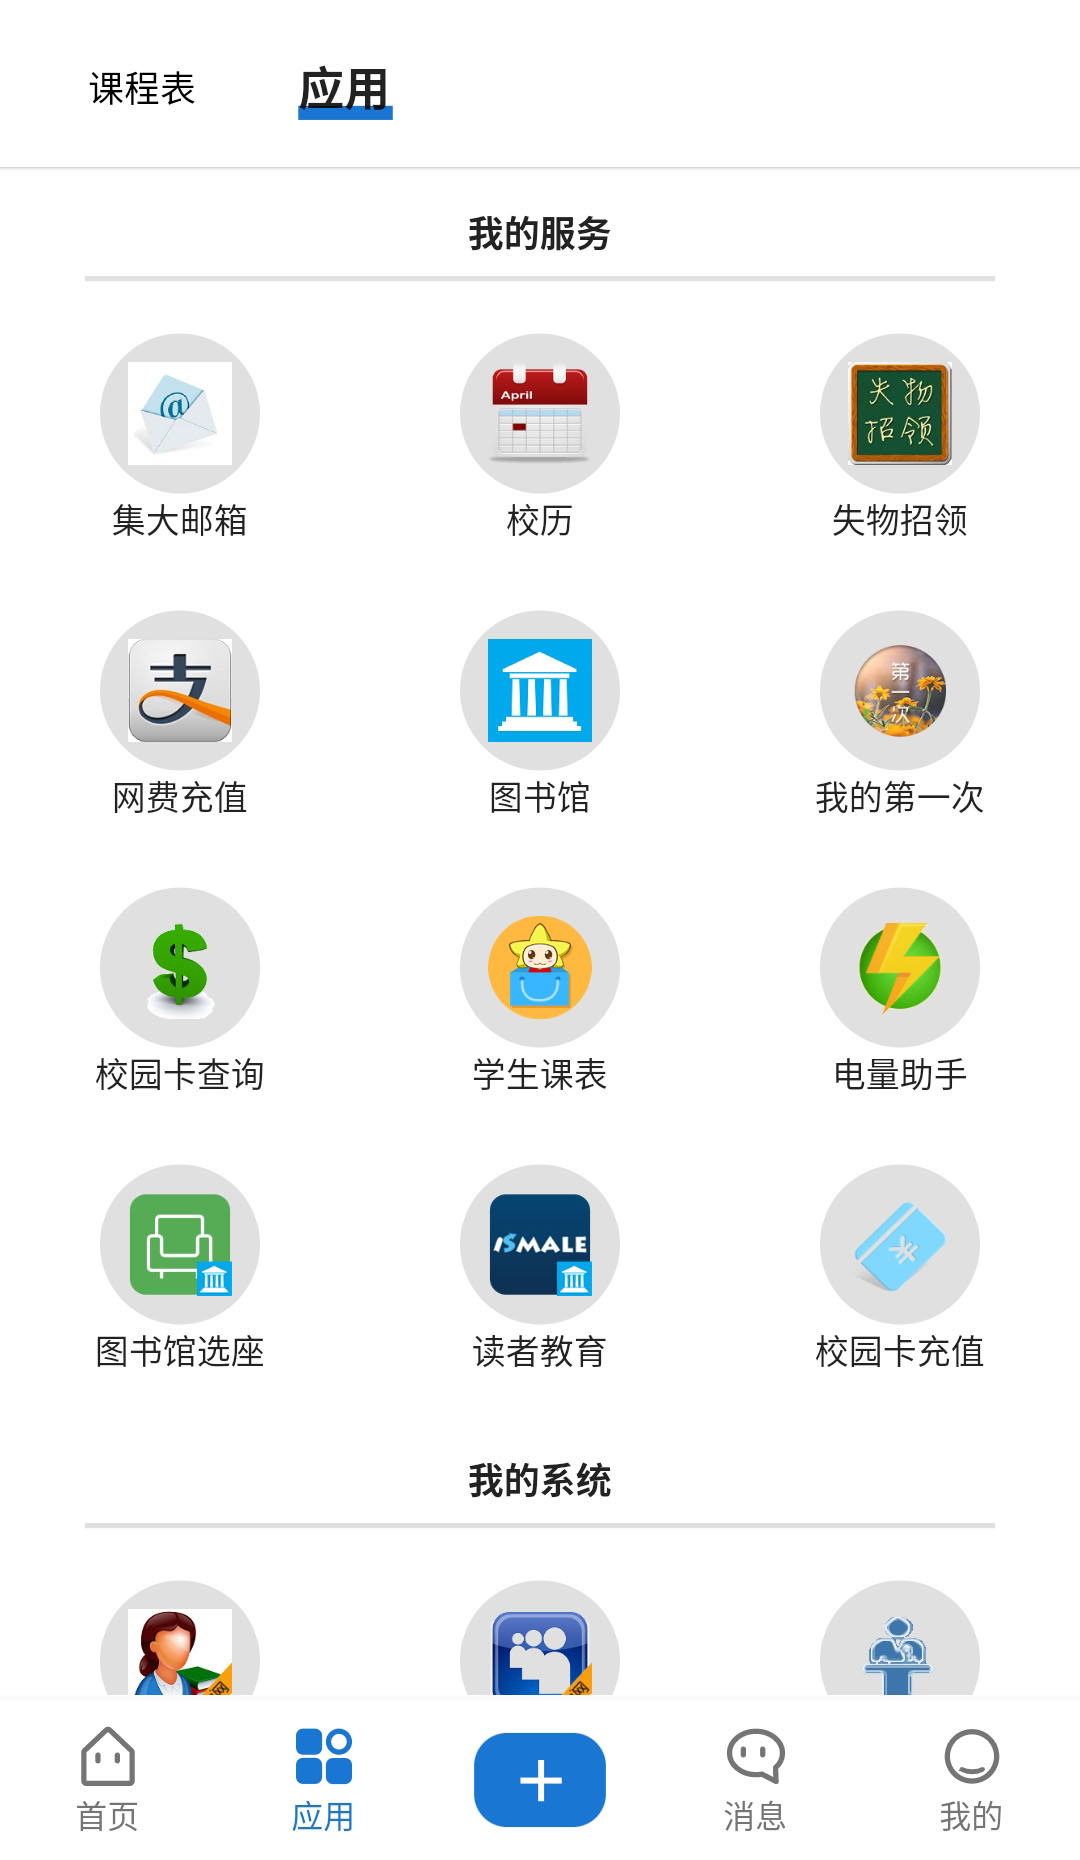 课程表 应用
我的服务
@ April 失物招领
集大邮箱 校历 失物招领
支 第一次
网费充值 图书馆 我的第一次
$
校园卡查询 学生课表 电量助手
iSMALE ¥
图书馆选座 读者教育 校园卡充值
我的系统
网 网
首页 应用 消息 我的